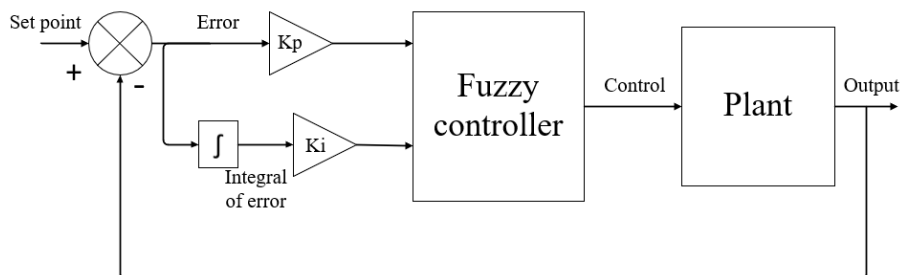 Set point
Error
Kp
+
-
Fuzzy
controller
Control
Plant
Output
∫
Ki
Integral
of error